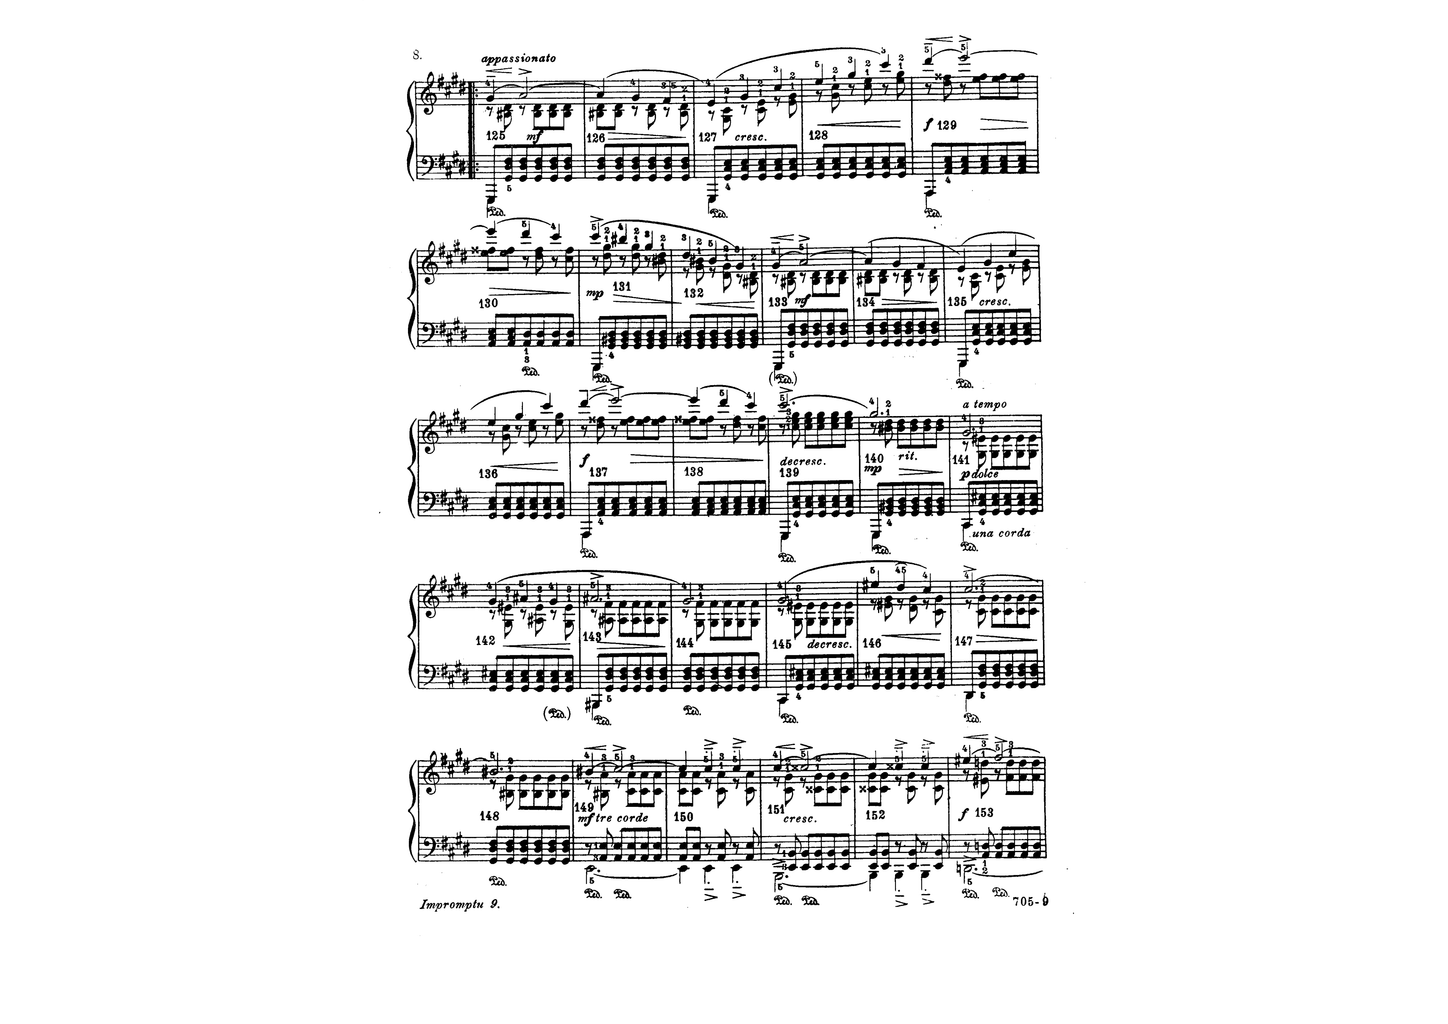 8.
appassionato
125 mf 126 127 cresc. 128 f 129
130 mp 131 132 133 mf 134 135 cresc.
a tempo
136 f 137 138 decresc. 139 140 mp rit. 141 p dolce
una corda
142 143 144 145 decresc. 146 147
148 149 mf tre corde 150 151 cresc. 152 f 153
Impromptu 9.
705-9